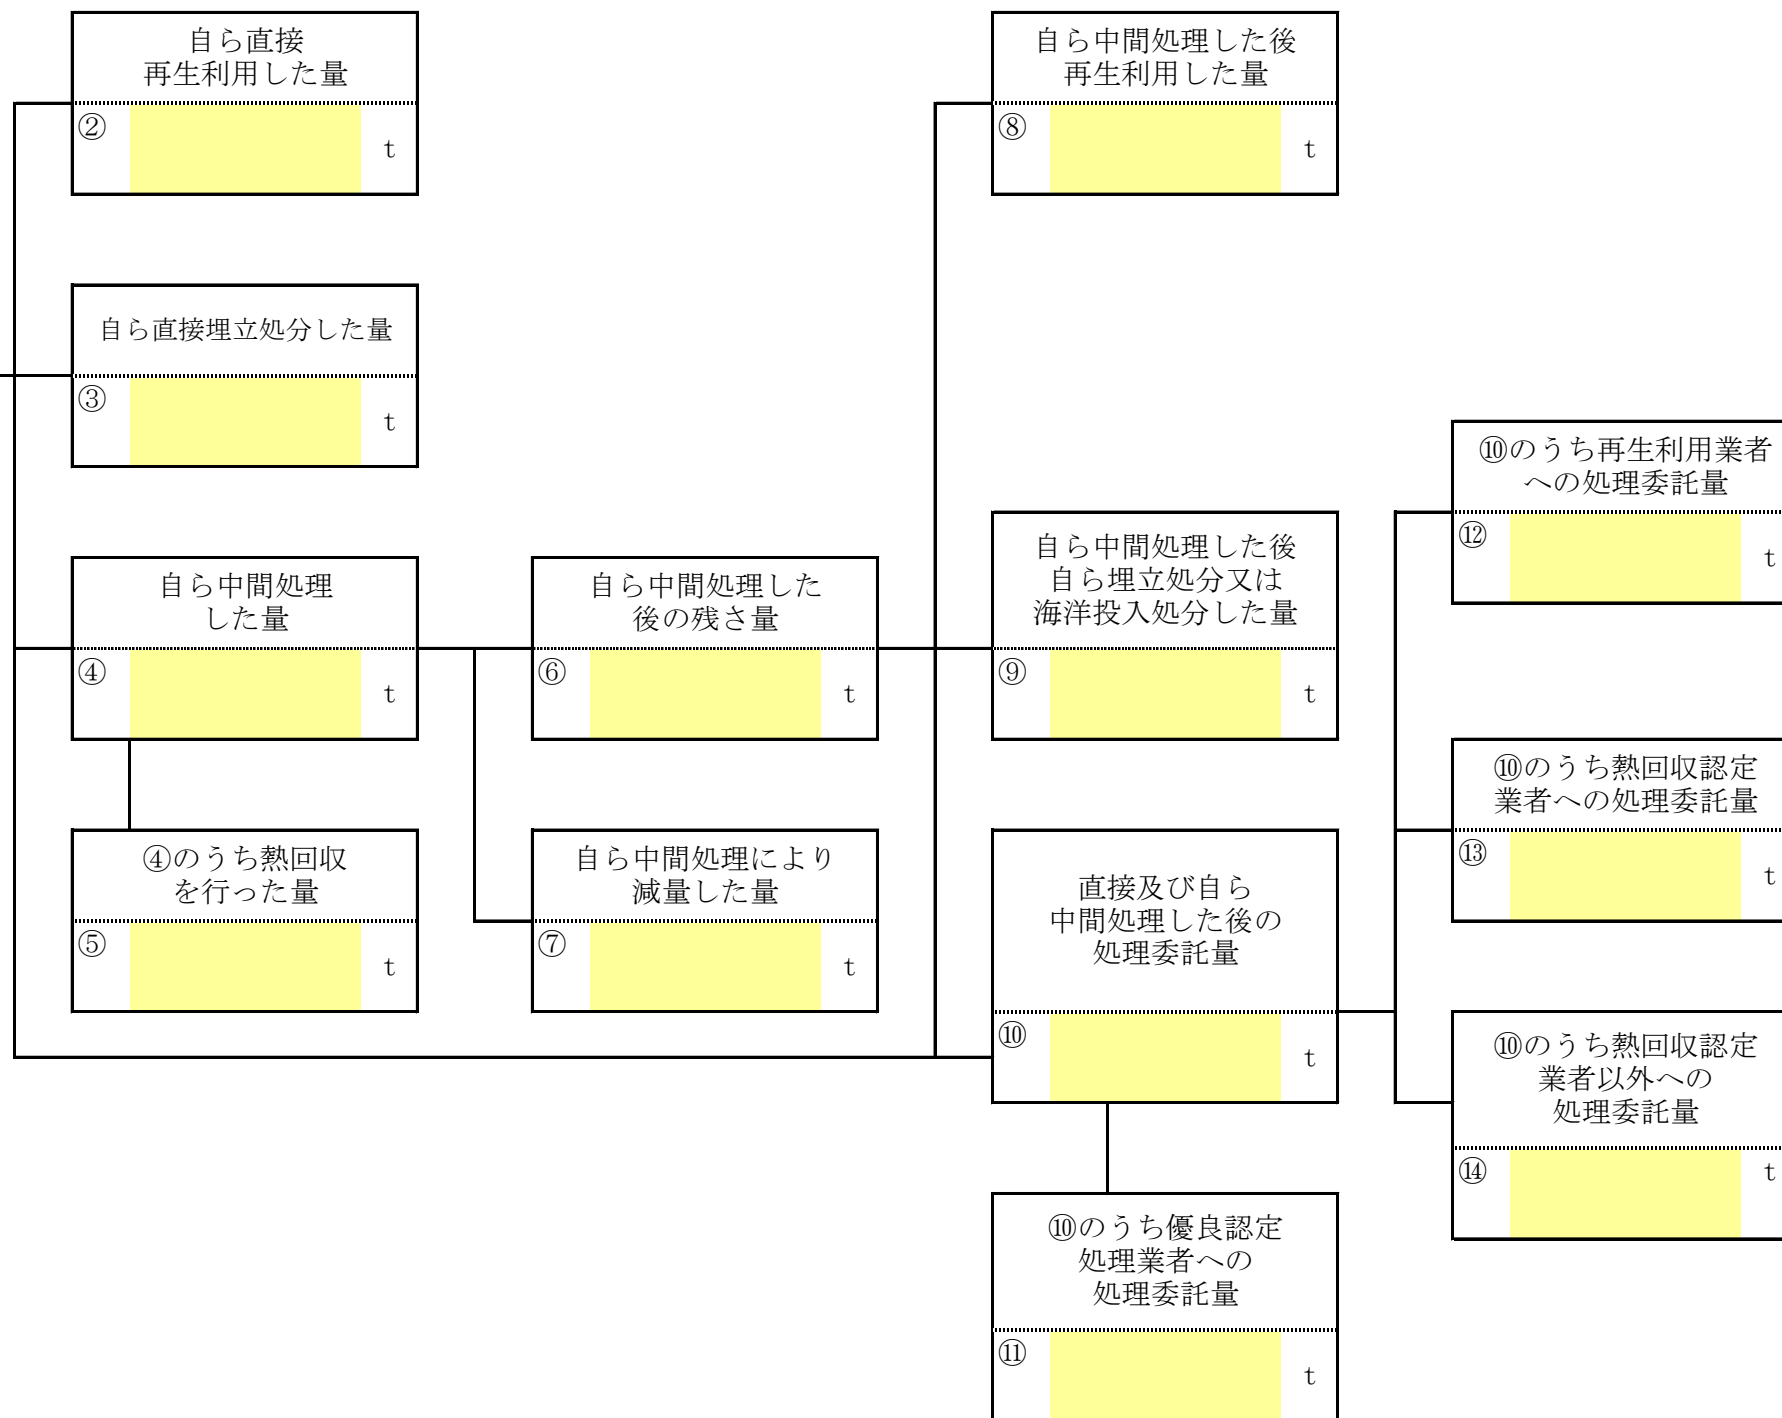 自ら直接
再生利用した量
②
t
自ら中間処理した後
再生利用した量
⑧
t
自ら直接埋立処分した量
③
t
⑩のうち再生利用業者
への処理委託量
⑫
t
自ら中間処理
した量
④
t
自ら中間処理した
後の残さ量
⑥
t
自ら中間処理した後
自ら埋立処分又は
海洋投入処分した量
⑨
t
⑩のうち熱回収認定
業者への処理委託量
⑬
t
④のうち熱回収
を行った量
⑤
t
自ら中間処理により
減量した量
⑦
t
直接及び自ら
中間処理した後の
処理委託量
⑩
t
⑩のうち熱回収認定
業者以外への
処理委託量
⑭
t
⑩のうち優良認定
処理業者への
処理委託量
⑪
t